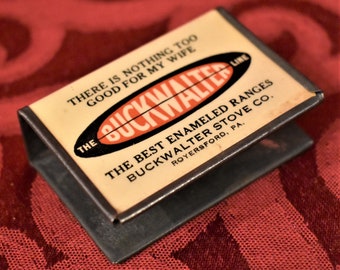 THERE IS NOTHING TOO
GOOD FOR MY WIFE
THE BUCKWALTER LINE
THE BEST ENAMELED RANGES
BUCKWALTER STOVE CO.
ROYERSFORD, PA.